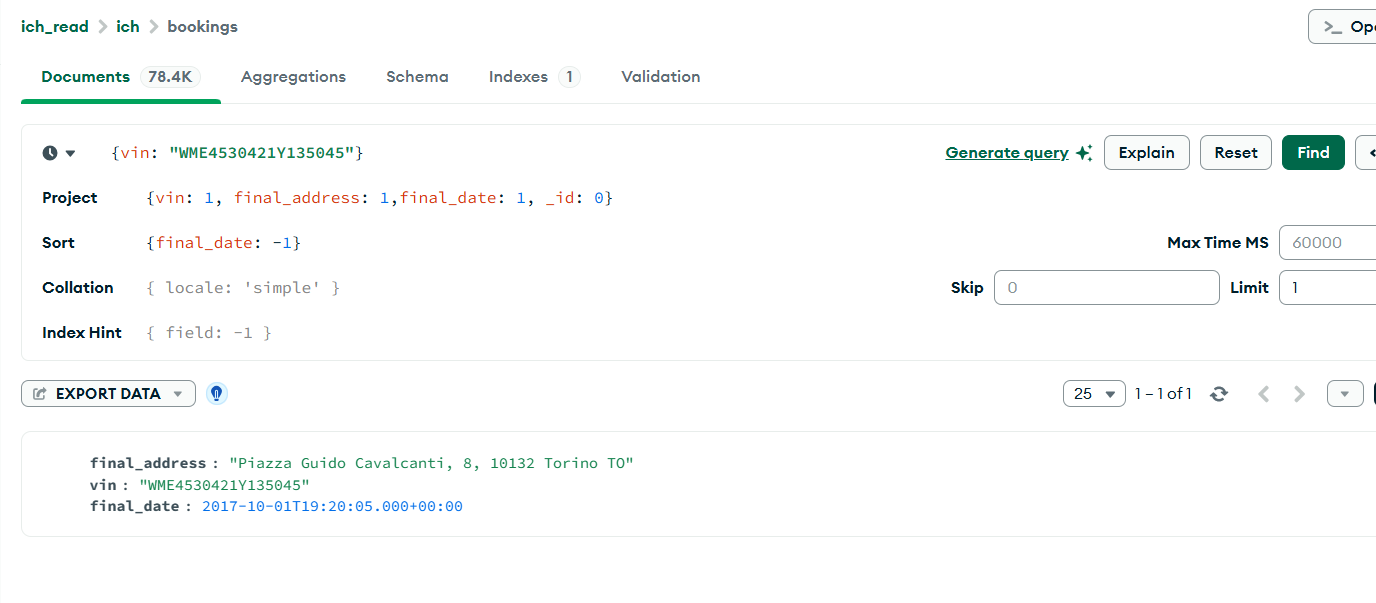 ich_read > ich > bookings
>_ Ope
Documents 78.4K Aggregations Schema Indexes 1 Validation
{vin: "WME4530421Y135045"} Generate query Explain Reset Find
Project {vin: 1, final_address: 1,final_date: 1, _id: 0}
Sort {final_date: -1} Max Time MS 60000
Collation { locale: 'simple' } Skip 0 Limit 1
Index Hint { field: -1 }
EXPORT DATA 25 1 – 1 of 1
final_address : "Piazza Guido Cavalcanti, 8, 10132 Torino TO"
vin : "WME4530421Y135045"
final_date : 2017-10-01T19:20:05.000+00:00